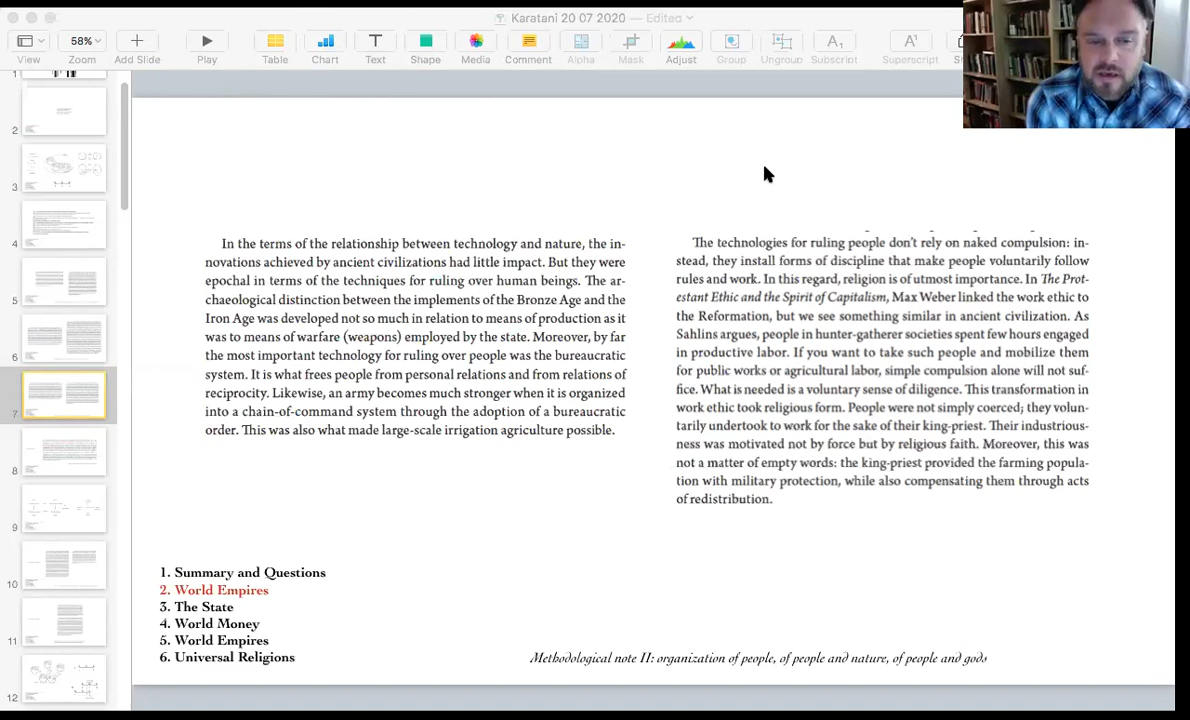 Karatani 20 07 2020 — Edited
58%
View
Zoom
Add Slide
Play
Table
Chart
Text
Shape
Media
Comment
Alpha
Mask
Adjust
Group
Ungroup
Subscript
Superscript
1
2
3
4
5
6
7
8
9
10
11
12
In the terms of the relationship between technology and nature, the in-
novations achieved by ancient civilizations had little impact. But they were
epochal in terms of the techniques for ruling over human beings. The ar-
chaeological distinction between the implements of the Bronze Age and the
Iron Age was developed not so much in relation to means of production as it
was to means of warfare (weapons) employed by the state. Moreover, by far
the most important technology for ruling over people was the bureaucratic
system. It is what frees people from personal relations and from relations of
reciprocity. Likewise, an army becomes much stronger when it is organized
into a chain-of-command system through the adoption of a bureaucratic
order. This was also what made large-scale irrigation agriculture possible.
The technologies for ruling people don't rely on naked compulsion: in-
stead, they install forms of discipline that make people voluntarily follow
rules and work. In this regard, religion is of utmost importance. In The Prot-
estant Ethic and the Spirit of Capitalism, Max Weber linked the work ethic to
the Reformation, but we see something similar in ancient civilization. As
Sahlins argues, people in hunter-gatherer societies spent few hours engaged
in productive labor. If you want to take such people and mobilize them
for public works or agricultural labor, simple compulsion alone will not suf-
fice. What is needed is a voluntary sense of diligence. This transformation in
work ethic took religious form. People were not simply coerced; they volun-
tarily undertook to work for the sake of their king-priest. Their industrious-
ness was motivated not by force but by religious faith. Moreover, this was
not a matter of empty words: the king-priest provided the farming popula-
tion with military protection, while also compensating them through acts
of redistribution.
1. Summary and Questions
2. World Empires
3. The State
4. World Money
5. World Empires
6. Universal Religions
Methodological note II: organization of people, of people and nature, of people and gods